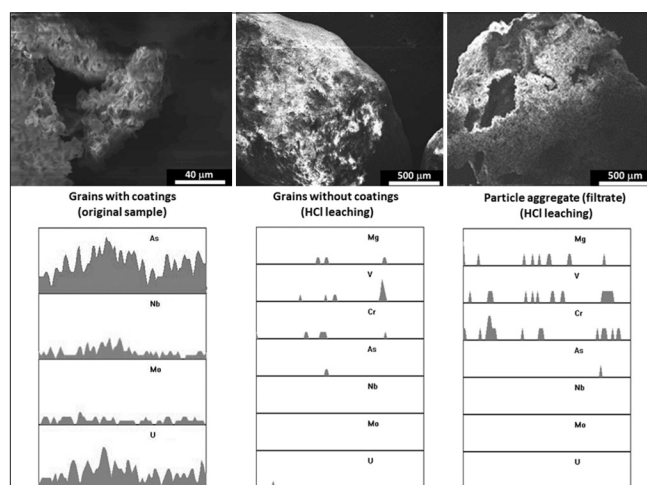 40 μm
500 μm
500 μm
Grains with coatings
(original sample)
Grains without coatings
(HCl leaching)
Particle aggregate (filtrate)
(HCl leaching)
As
Nb
Mo
U
Mg
V
Cr
As
Nb
Mo
U
Mg
V
Cr
As
Nb
Mo
U